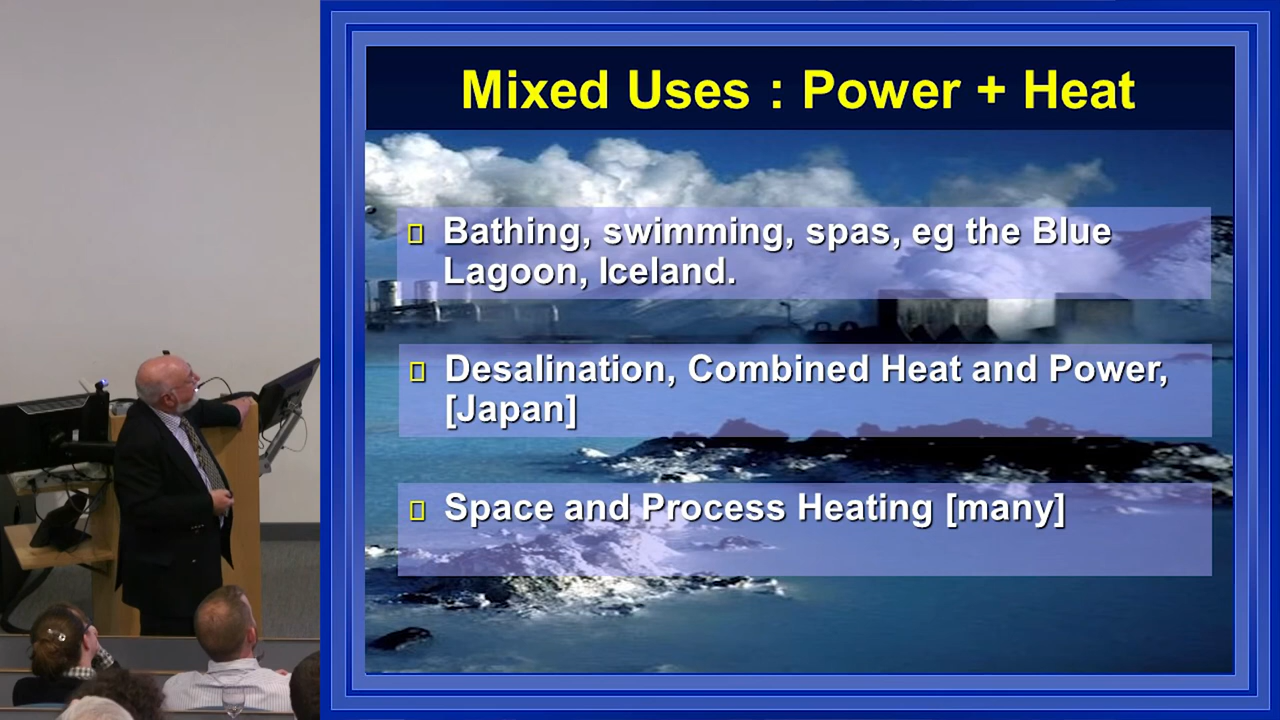 Mixed Uses : Power + Heat
Bathing, swimming, spas, eg the Blue
Lagoon, Iceland.
Desalination, Combined Heat and Power,
[Japan]
Space and Process Heating [many]